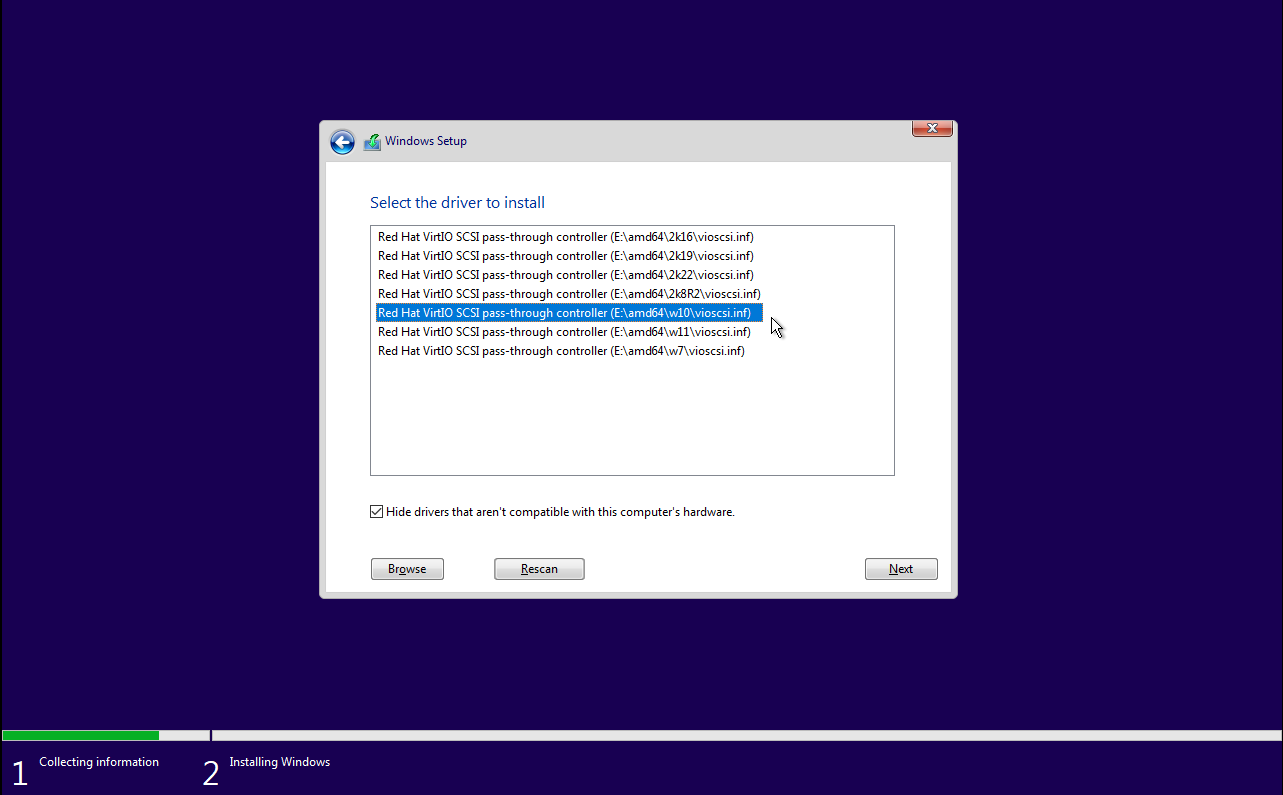 Windows Setup
Select the driver to install
Red Hat VirtIO SCSI pass-through controller (E:\amd64\2k16\vioscsi.inf)
Red Hat VirtIO SCSI pass-through controller (E:\amd64\2k19\vioscsi.inf)
Red Hat VirtIO SCSI pass-through controller (E:\amd64\2k22\vioscsi.inf)
Red Hat VirtIO SCSI pass-through controller (E:\amd64\2k8R2\vioscsi.inf)
Red Hat VirtIO SCSI pass-through controller (E:\amd64\w10\vioscsi.inf)
Red Hat VirtIO SCSI pass-through controller (E:\amd64\w11\vioscsi.inf)
Red Hat VirtIO SCSI pass-through controller (E:\amd64\w7\vioscsi.inf)
Hide drivers that aren't compatible with this computer's hardware.
Browse Rescan Next
1 Collecting information 2 Installing Windows